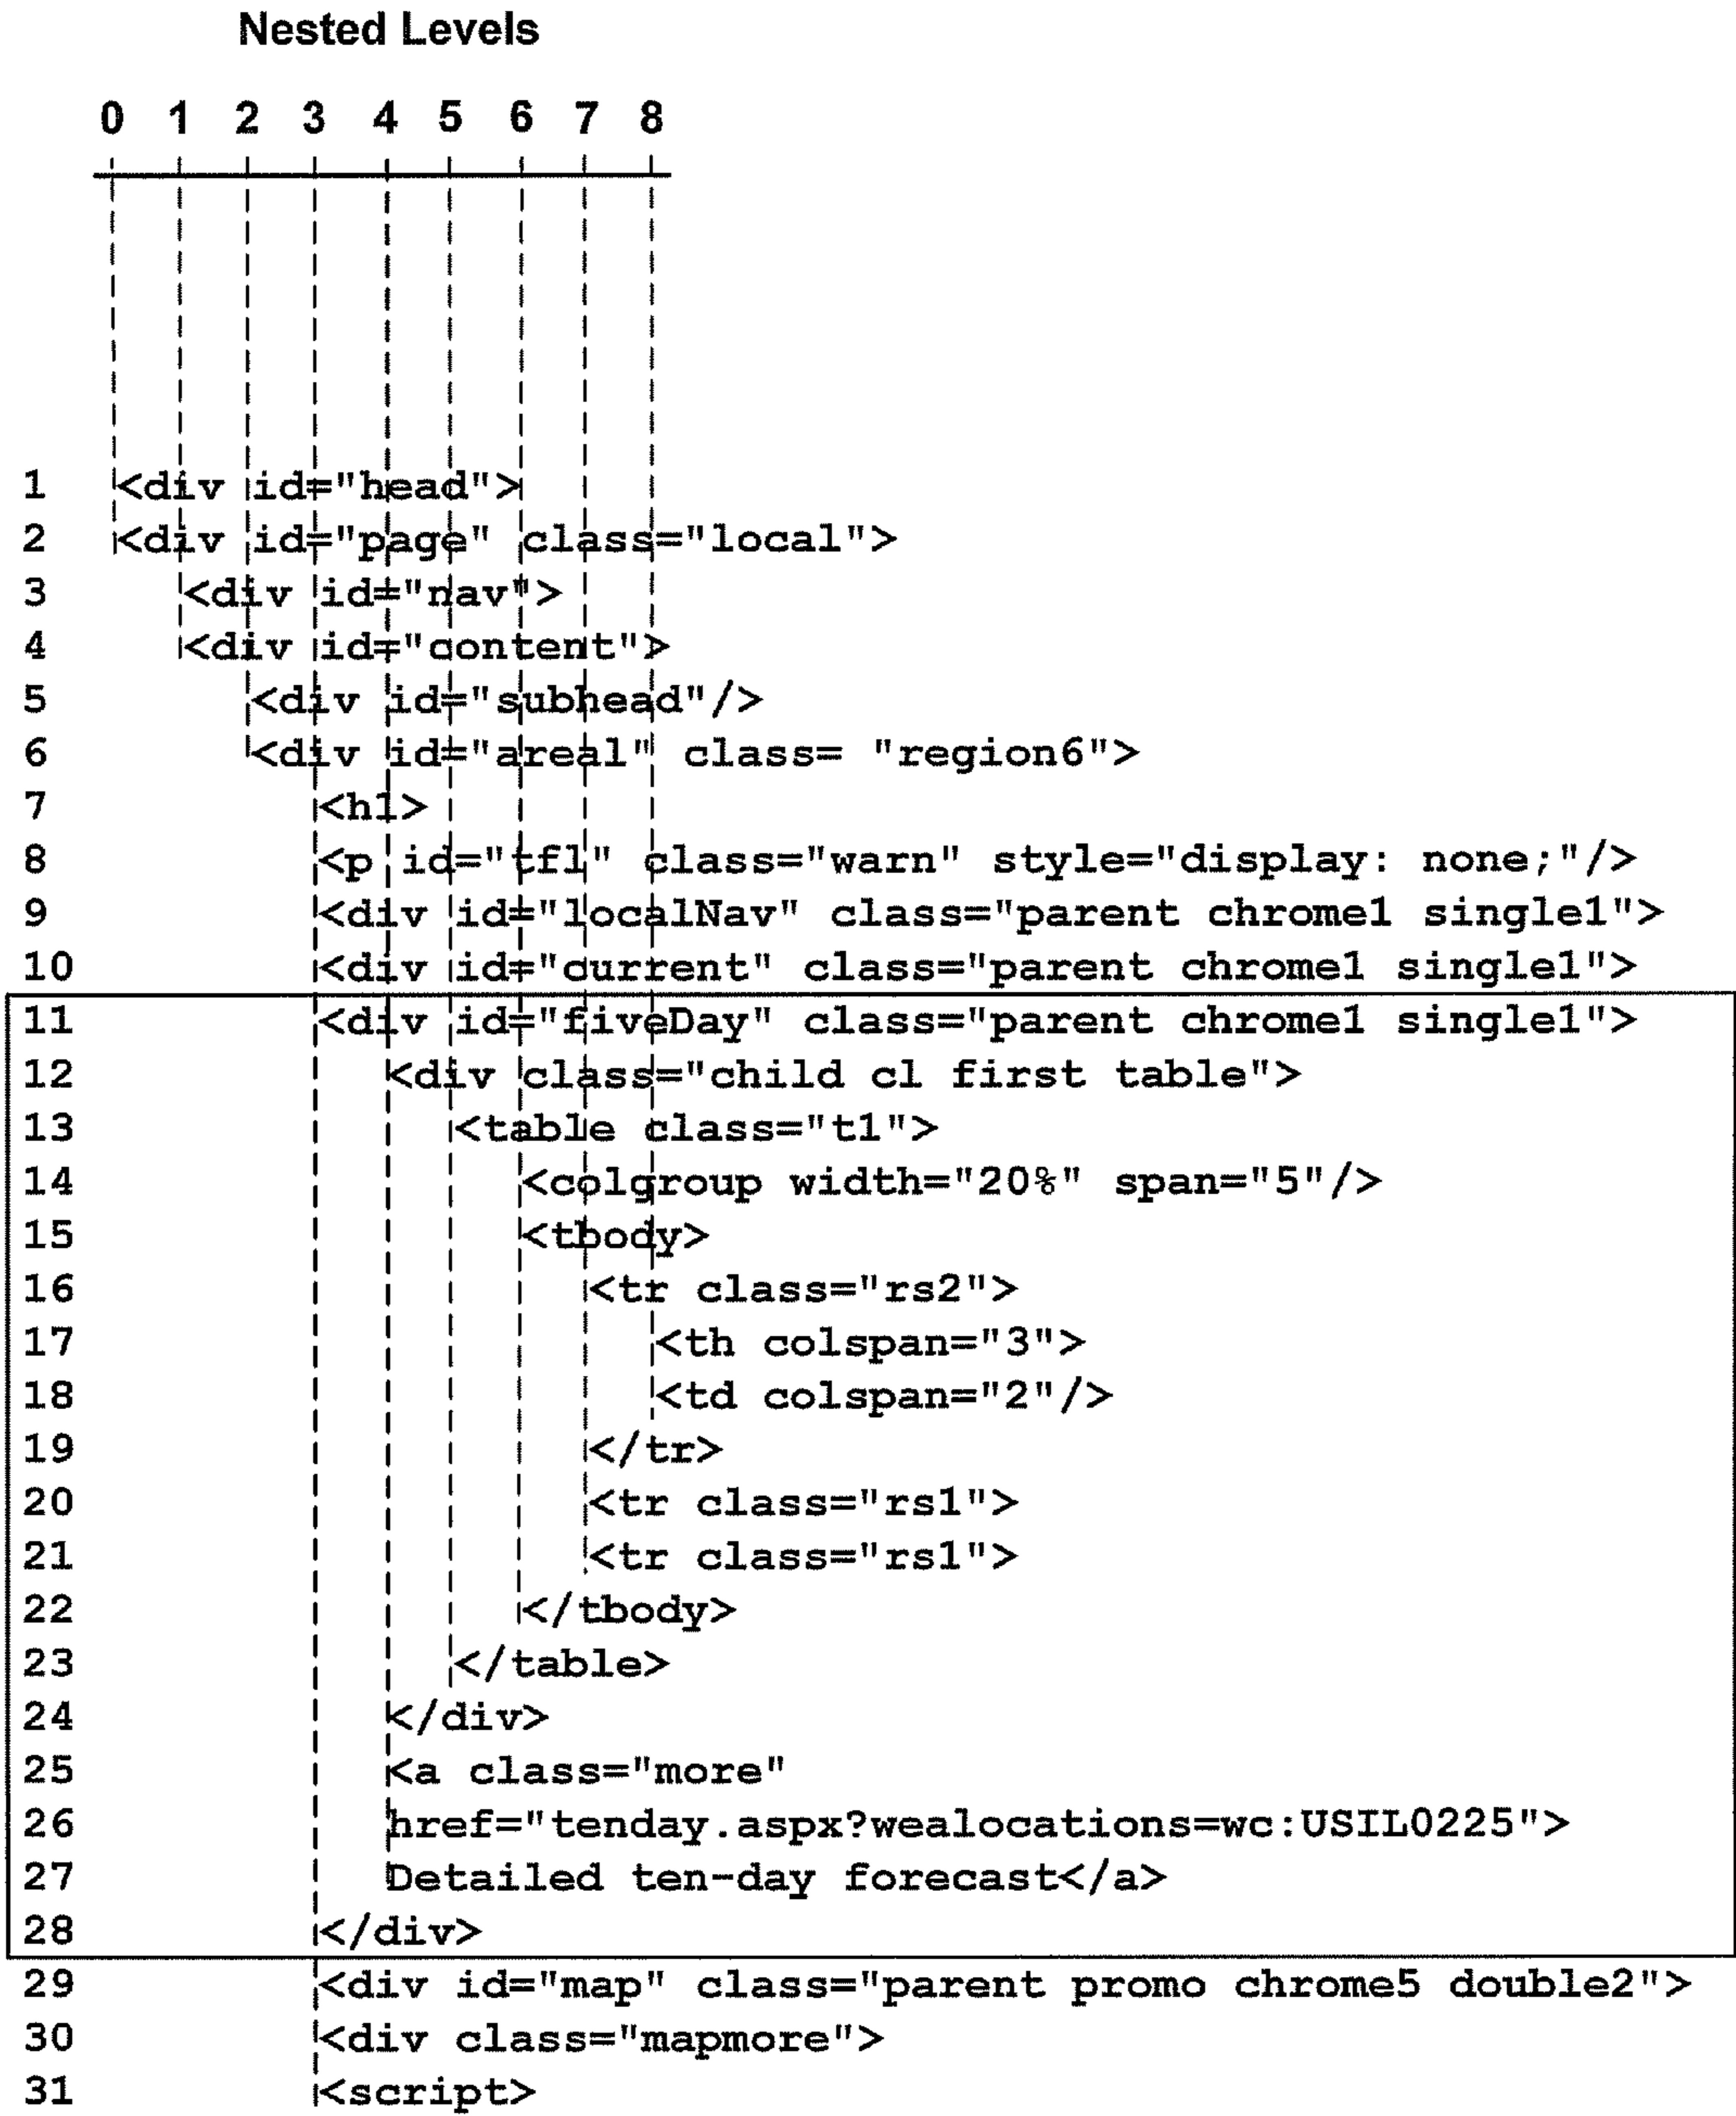 Nested Levels
0 1 2 3 4 5 6 7 8
1 <div id="head">
2 <div id="page" class="local">
3 <div id="nav">
4 <div id="content">
5 <div id="subhead"/>
6 <div id="area1" class= "region6">
7 <h1>
8 <p id="tf1" class="warn" style="display: none;"/>
9 <div id="localNav" class="parent chrome1 single1">
10 <div id="current" class="parent chrome1 single1">
11 <div id="fiveDay" class="parent chrome1 single1">
12 <div class="child c1 first table">
13 <table class="t1">
14 <colgroup width="20%" span="5"/>
15 <tbody>
16 <tr class="rs2">
17 <th colspan="3">
18 <td colspan="2"/>
19 </tr>
20 <tr class="rs1">
21 <tr class="rs1">
22 </tbody>
23 </table>
24 </div>
25 <a class="more"
26 href="tenday.aspx?wealocations=wc:USIL0225">
27 Detailed ten-day forecast</a>
28 </div>
29 <div id="map" class="parent promo chrome5 double2">
30 <div class="mapmore">
31 <script>